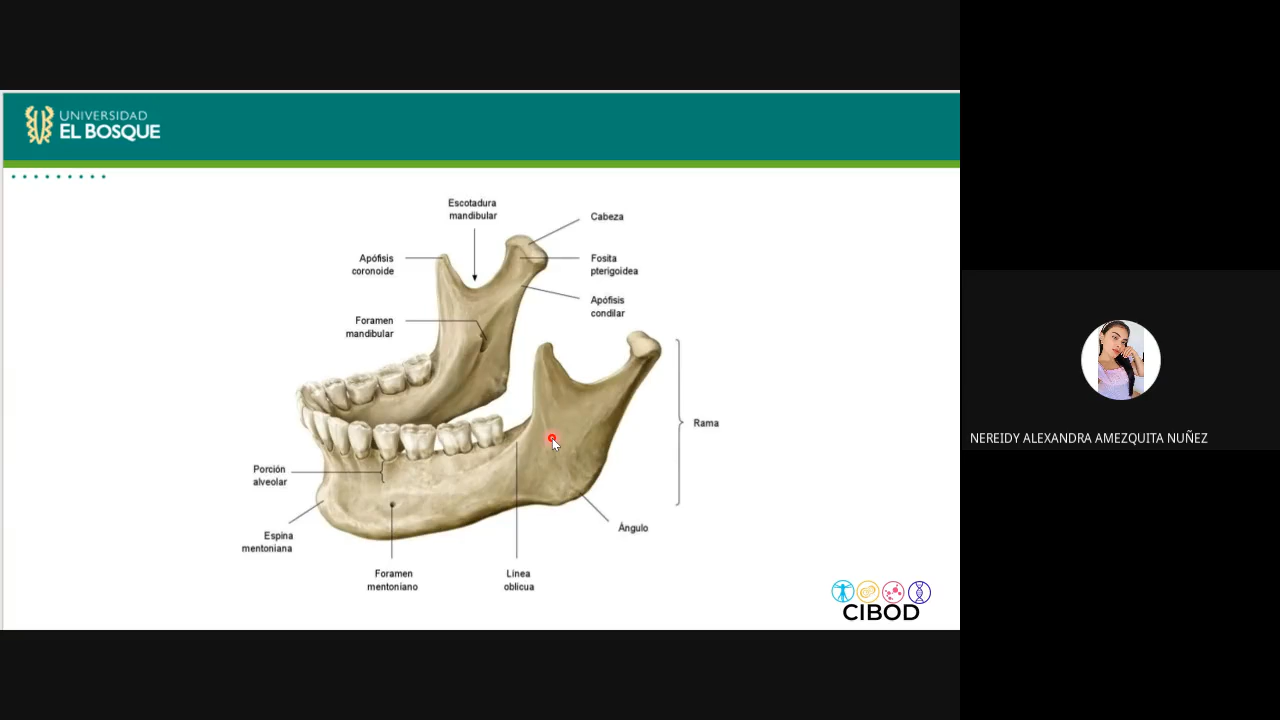 UNIVERSIDAD
EL BOSQUE
Escotadura
mandibular
Cabeza
Apófisis
coronoide
Fosita
pterigoidea
Apófisis
condilar
Foramen
mandibular
Rama
NEREIDY ALEXANDRA AMEZQUITA NUÑEZ
Porción
alveolar
Ángulo
Espina
mentoniana
Foramen
mentoniano
Línea
oblicua
CIBOD